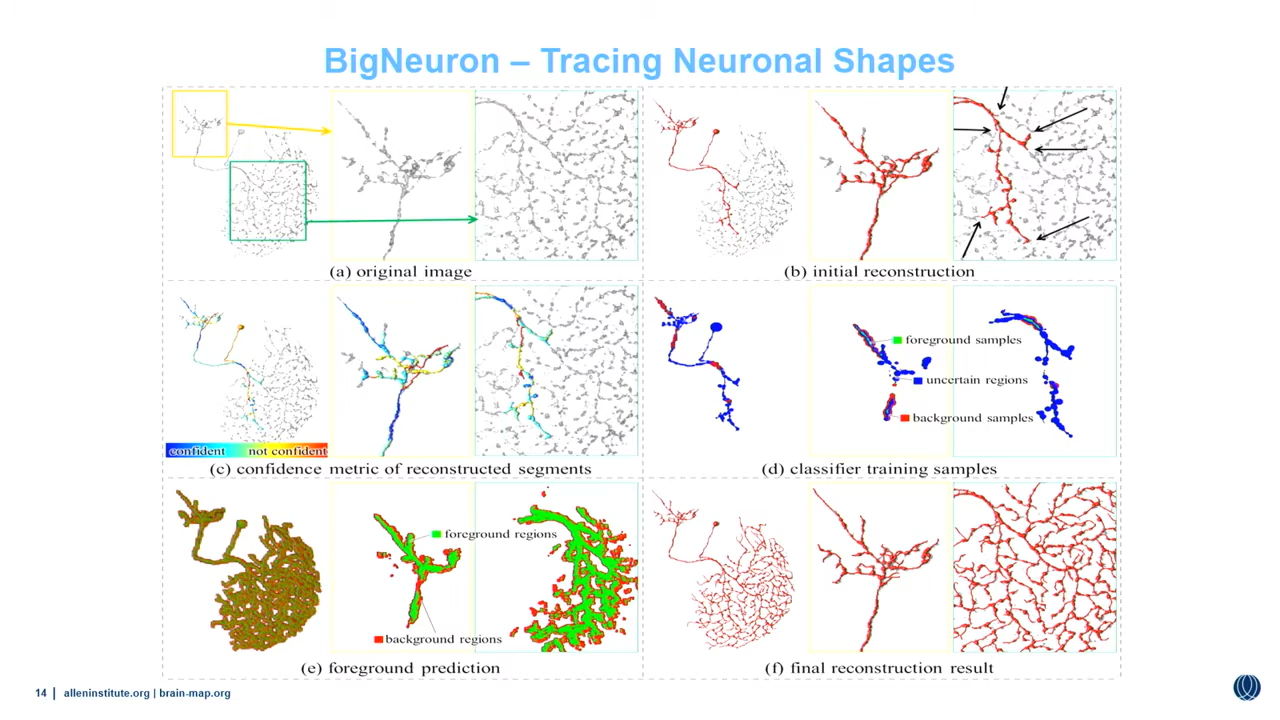 BigNeuron – Tracing Neuronal Shapes
(a) original image
(b) initial reconstruction
confident
not confident
(c) confidence metric of reconstructed segments
foreground samples
uncertain regions
background samples
(d) classifier training samples
foreground regions
background regions
(e) foreground prediction
(f) final reconstruction result
14 | alleninstitute.org | brain-map.org